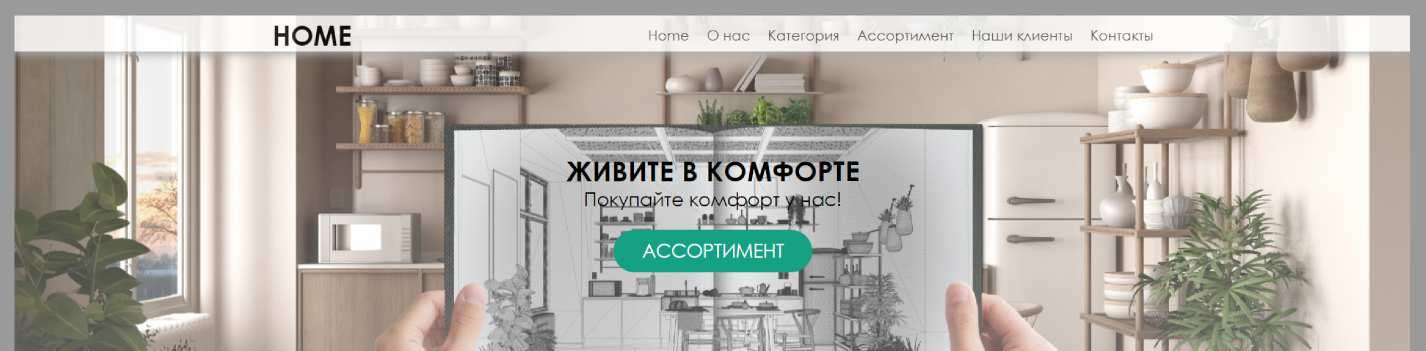 HOME
Home О нас Категория Ассортимент Наши клиенты Контакты
ЖИВИТЕ В КОМФОРТЕ
Покупайте комфорт у нас!
АССОРТИМЕНТ